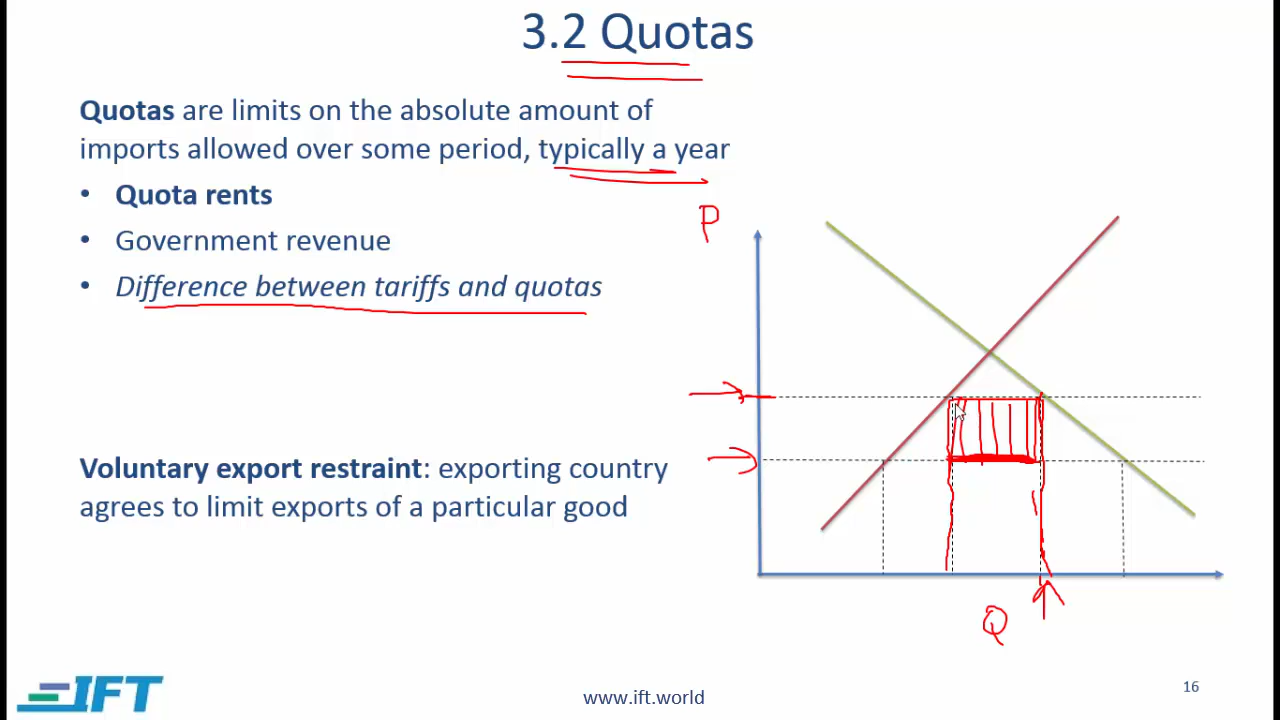 3.2 Quotas
Quotas are limits on the absolute amount of
imports allowed over some period, typically a year
• Quota rents
• Government revenue
• Difference between tariffs and quotas
Voluntary export restraint: exporting country
agrees to limit exports of a particular good
P
Q
IFT
www.ift.world
16